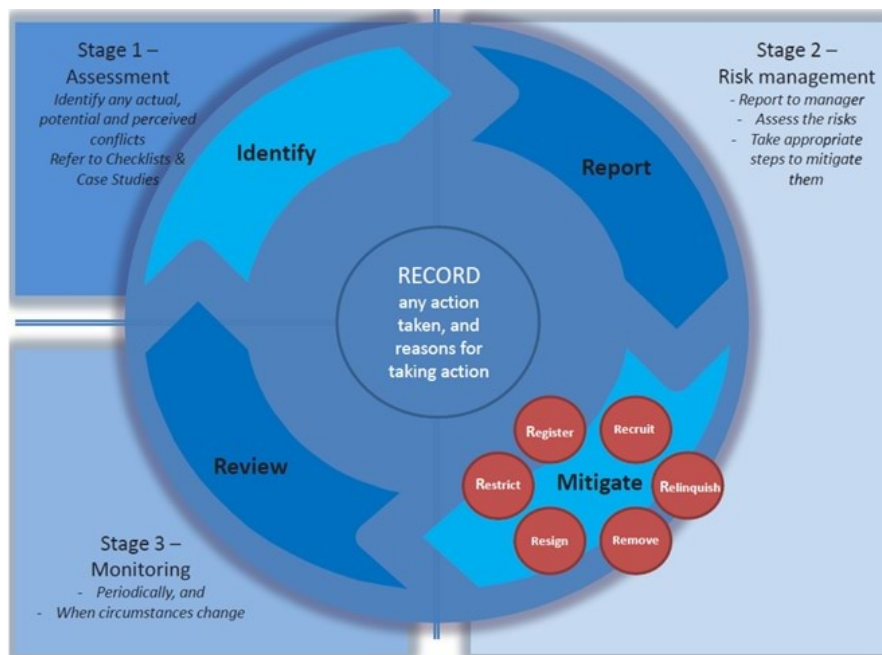 Stage 1 –
Assessment
Identify any actual,
potential and perceived
conflicts
Refer to Checklists &
Case Studies
Stage 2 –
Risk management
- Report to manager
- Assess the risks
- Take appropriate
steps to mitigate
them
Identify
Report
RECORD
any action
taken, and
reasons for
taking action
Register
Recruit
Restrict
Mitigate
Relinquish
Resign
Remove
Review
Stage 3 –
Monitoring
- Periodically, and
- When circumstances change